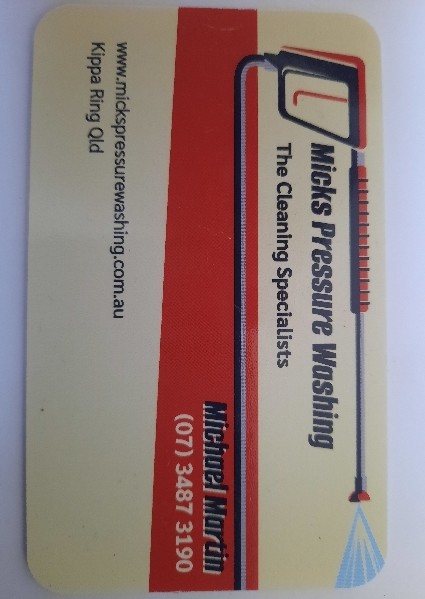 Micks Pressure Washing
The Cleaning Specialists
Michael Martin
(07) 3487 3190
www.mickspressurewashing.com.au
Kippa Ring Qld